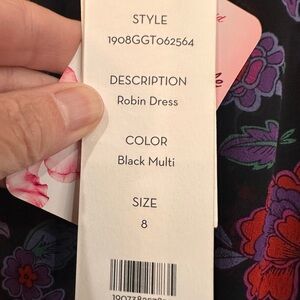 STYLE
1908GGT062564
DESCRIPTION
Robin Dress
COLOR
Black Multi
SIZE
8